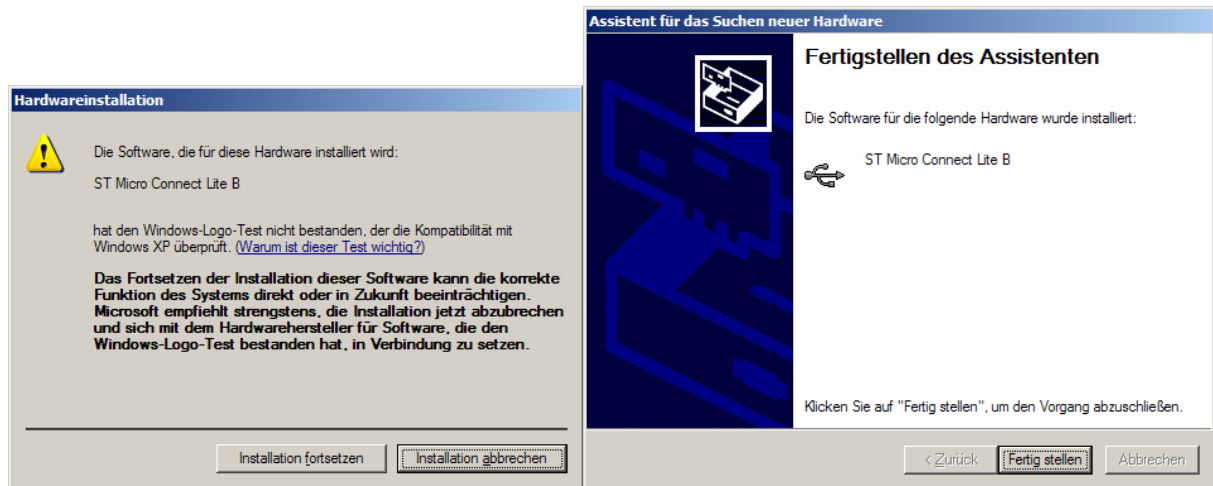 Hardwareinstallation
Die Software, die für diese Hardware installiert wird:
ST Micro Connect Lite B
hat den Windows-Logo-Test nicht bestanden, der die Kompatibilität mit
Windows XP überprüft. (Warum ist dieser Test wichtig?)
Das Fortsetzen der Installation dieser Software kann die korrekte
Funktion des Systems direkt oder in Zukunft beeinträchtigen.
Microsoft empfiehlt strengstens, die Installation jetzt abzubrechen
und sich mit dem Hardwarehersteller für Software, die den
Windows-Logo-Test bestanden hat, in Verbindung zu setzen.
Installation fortsetzen
Installation abbrechen
Assistent für das Suchen neuer Hardware
Fertigstellen des Assistenten
Die Software für die folgende Hardware wurde installiert:
ST Micro Connect Lite B
Klicken Sie auf "Fertig stellen", um den Vorgang abzuschließen.
< Zurück
Fertig stellen
Abbrechen